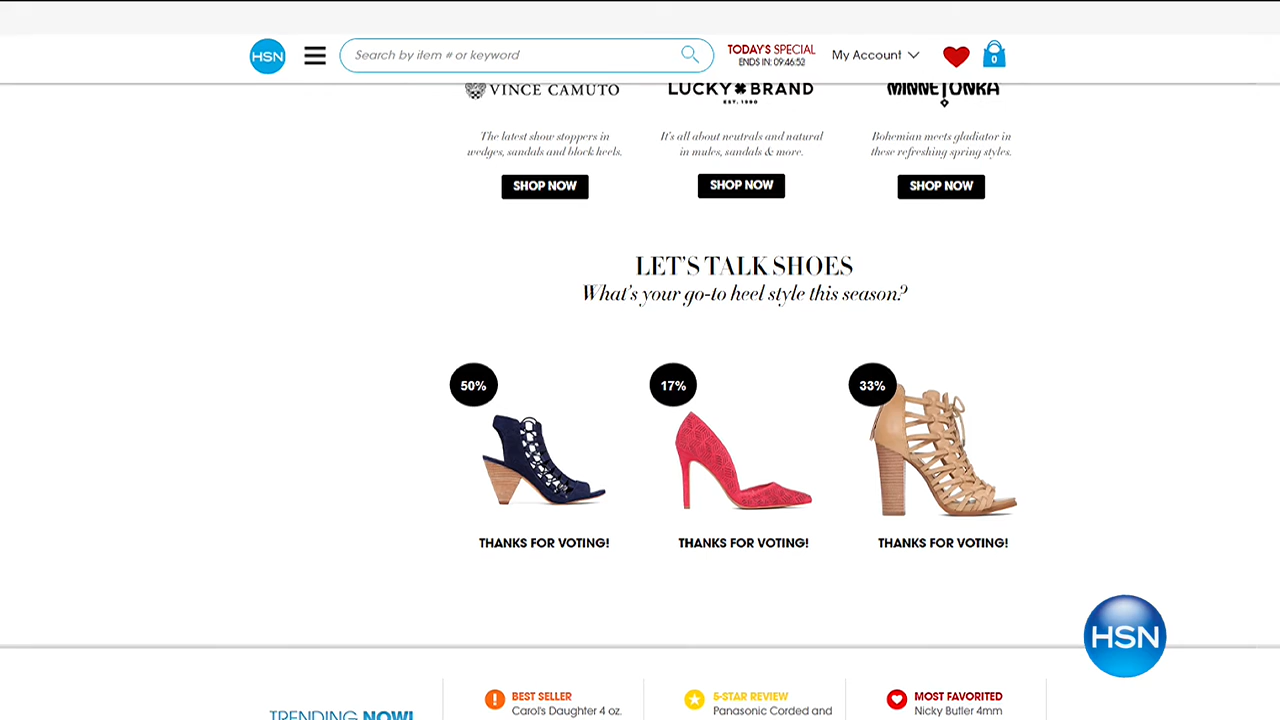 HSN
Search by item # or keyword
TODAY'S SPECIAL
ENDS IN: 09:46:52
My Account
0
VINCE CAMUTO
LUCKY BRAND
EST. 1990
MINNETONKA
The latest show stoppers in
wedges, sandals and block heels.
It's all about neutrals and natural
in mules, sandals & more.
Bohemian meets gladiator in
these refreshing spring styles.
SHOP NOW
SHOP NOW
SHOP NOW
LET'S TALK SHOES
What's your go-to heel style this season?
50%
17%
33%
THANKS FOR VOTING!
THANKS FOR VOTING!
THANKS FOR VOTING!
HSN
TRENDING NOW!
BEST SELLER
Carol's Daughter 4 oz.
5-STAR REVIEW
Panasonic Corded and
MOST FAVORITED
Nicky Butler 4mm